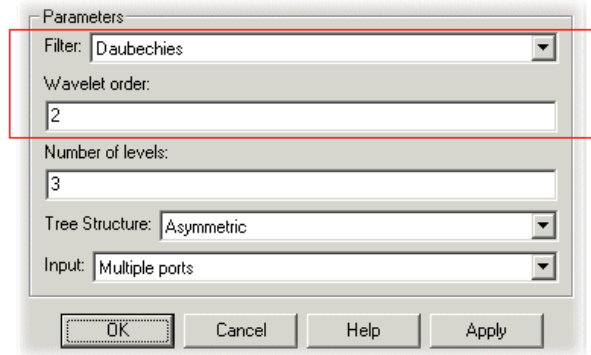 Parameters
Filter: Daubechies
Wavelet order:
2
Number of levels:
3
Tree Structure: Asymmetric
Input: Multiple ports
OK Cancel Help Apply